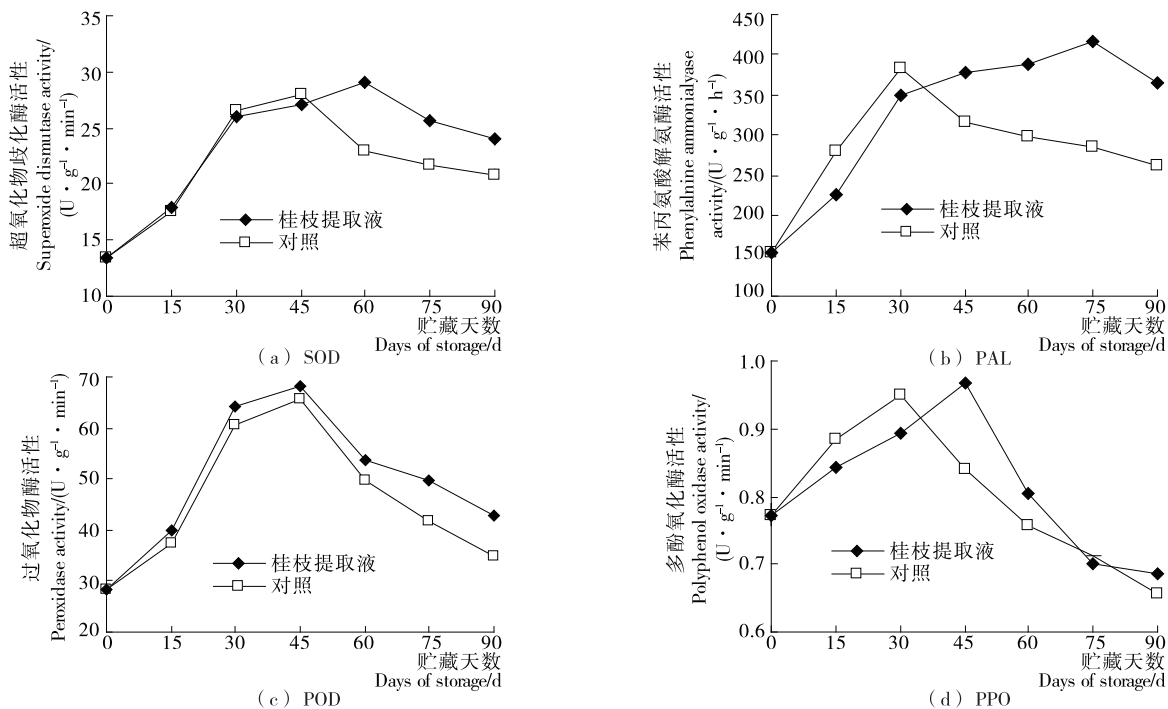 超氧化物歧化酶活性
Superoxide dismutase activity/
(U·g⁻¹·min⁻¹)
35
30
25
20
15
10
桂枝提取液
对照
0 15 30 45 60 75 90
贮藏天数
Days of storage/d
(a) SOD
苯丙氨酸解氨酶活性
Phenylalnine ammonialyase
activity/(U·g⁻¹·h⁻¹)
450
400
350
300
250
200
150
100
桂枝提取液
对照
0 15 30 45 60 75 90
贮藏天数
Days of storage/d
(b) PAL
过氧化物酶活性
Peroxidase activity/(U·g⁻¹·min⁻¹)
70
60
50
40
30
20
桂枝提取液
对照
0 15 30 45 60 75 90
贮藏天数
Days of storage/d
(c) POD
多酚氧化酶活性
Polyphenol oxidase activity/
(U·g⁻¹·min⁻¹)
1.0
0.9
0.8
0.7
0.6
桂枝提取液
对照
0 15 30 45 60 75 90
贮藏天数
Days of storage/d
(d) PPO